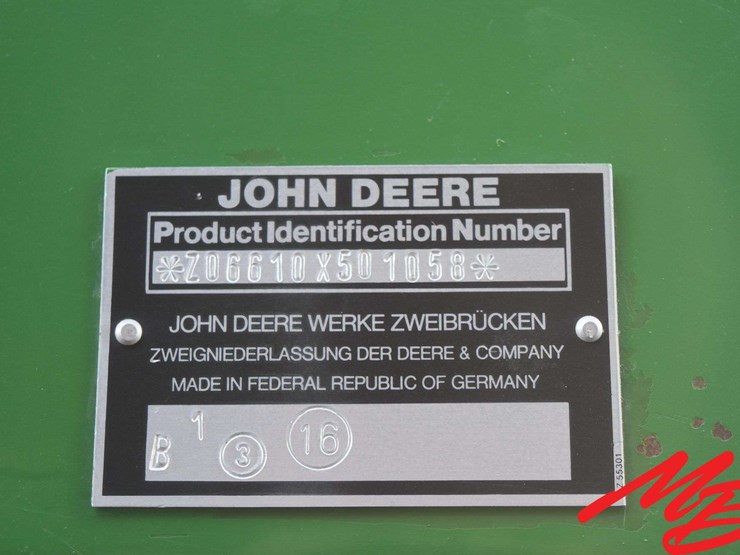 JOHN DEERE
Product Identification Number
*Z06610X501058*
JOHN DEERE WERKE ZWEIBRÜCKEN
ZWEIGNIEDERLASSUNG DER DEERE & COMPANY
MADE IN FEDERAL REPUBLIC OF GERMANY
B 1 3 16
Z 55301